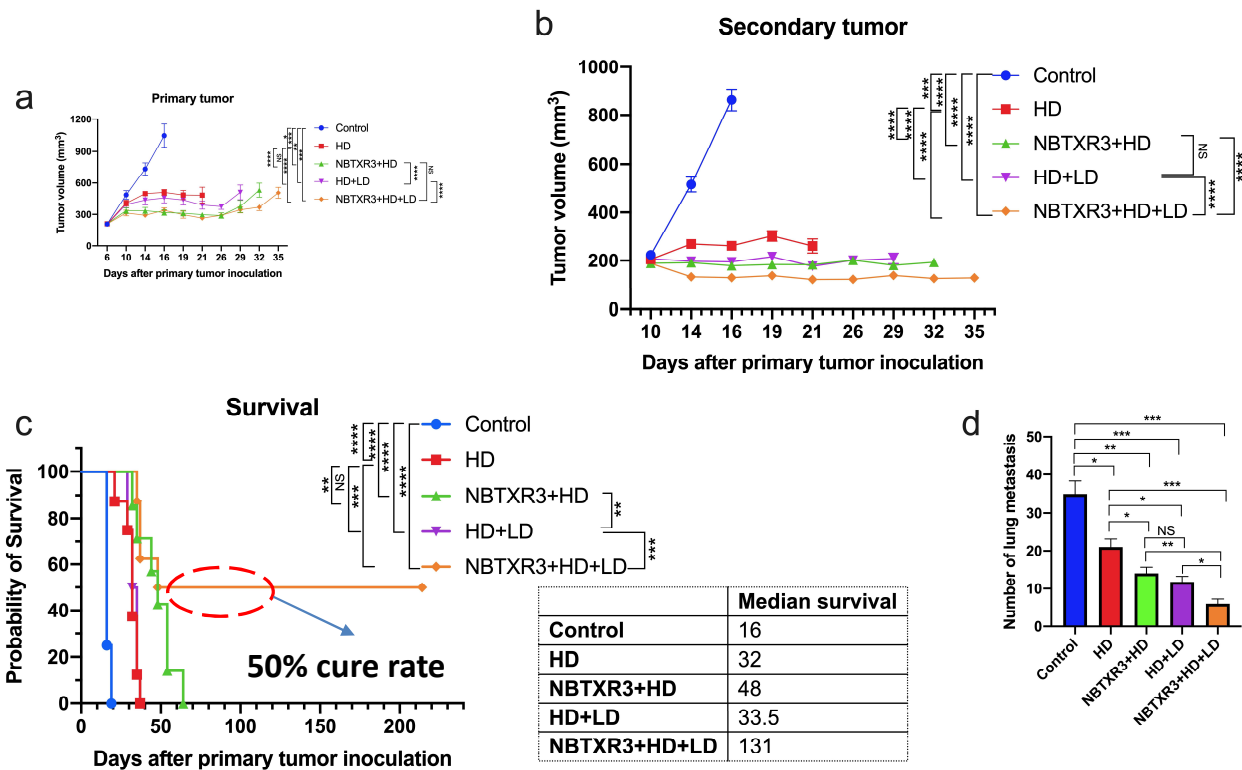 a
Primary tumor
Tumor volume (mm³)
1200
900
600
300
0
6 10 14 16 19 21 26 29 32 35
Days after primary tumor inoculation
Control
HD
NBTXR3+HD
HD+LD
NBTXR3+HD+LD
****
NS
****
*
***
**
***
****
NS
****
b
Secondary tumor
Tumor volume (mm³)
1000
800
600
400
200
0
10 14 16 19 21 26 29 32 35
Days after primary tumor inoculation
Control
HD
NBTXR3+HD
HD+LD
NBTXR3+HD+LD
****
****
****
***
****
****
****
NS
****
****
c
Survival
Probability of Survival
100
80
60
40
20
0
0 50 100 150 200
Days after primary tumor inoculation
50% cure rate
Control
HD
NBTXR3+HD
HD+LD
NBTXR3+HD+LD
**
NS
***
****
****
****
****
**
***
Median survival
Control 16
HD 32
NBTXR3+HD 48
HD+LD 33.5
NBTXR3+HD+LD 131
d
Number of lung metastasis
50
40
30
20
10
0
***
***
**
*
***
*
*
NS
**
*
Control
HD
NBTXR3+HD
HD+LD
NBTXR3+HD+LD